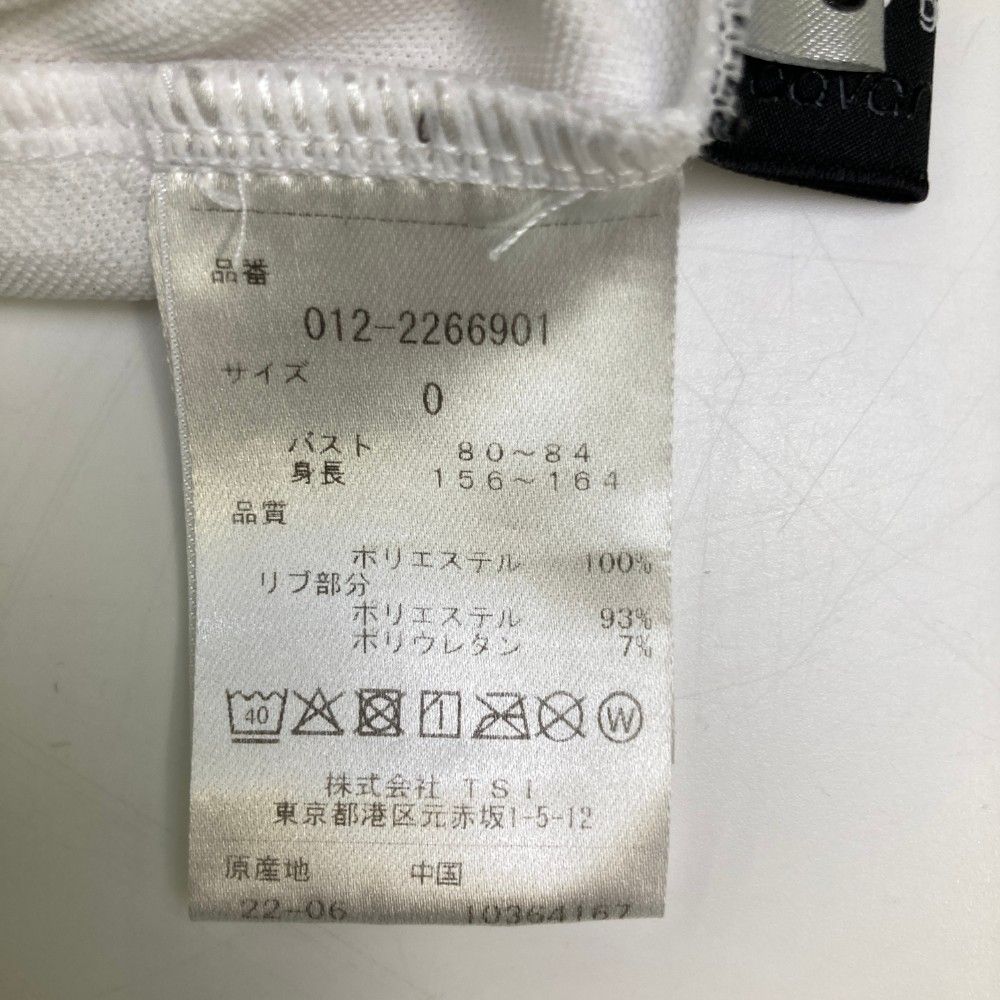 品番
012-2266901
サイズ
0
バスト 80〜84
身長 156〜164
品質
ポリエステル 100%
リブ部分
ポリエステル 93%
ポリウレタン 7%
40
W
株式会社 TSI
東京都港区元赤坂1-5-12
原産地 中国
22-06 10364167